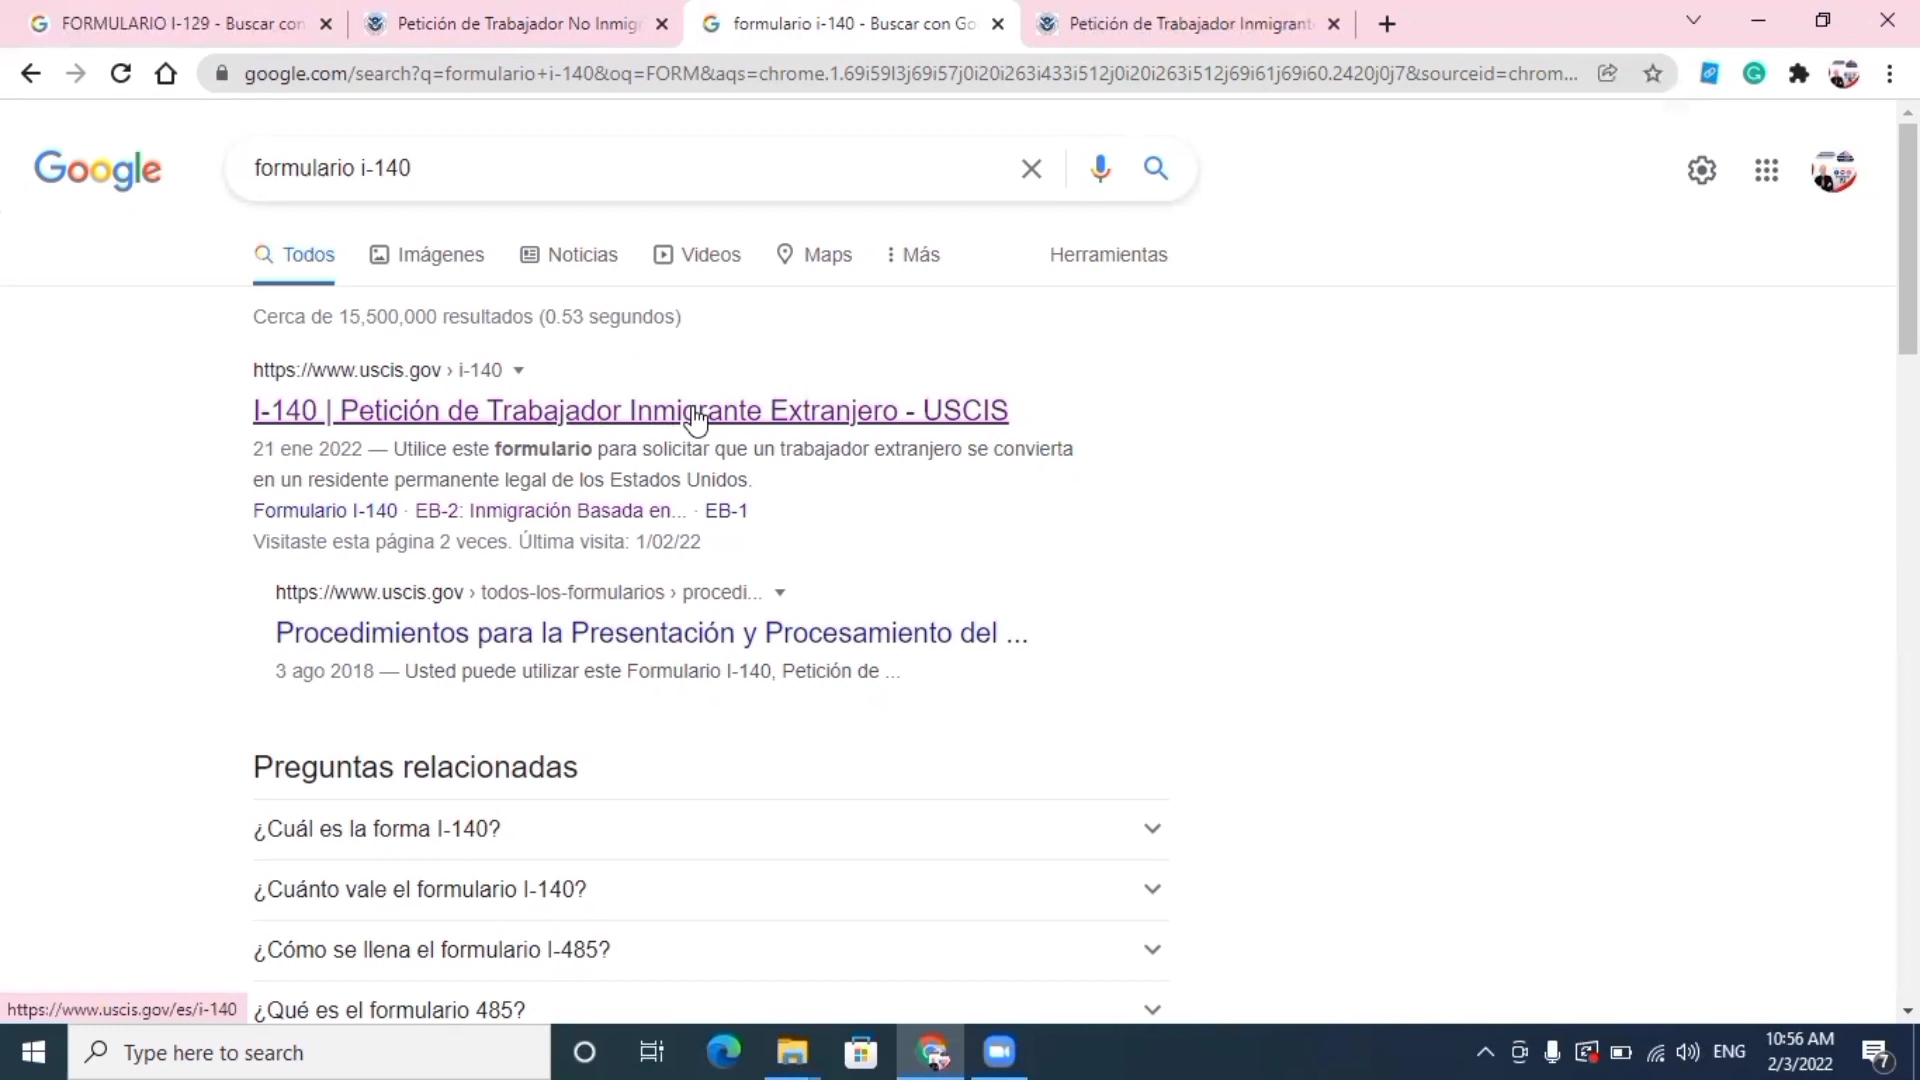 FORMULARIO I-129 - Buscar con
Petición de Trabajador No Inmigr
formulario i-140 - Buscar con Go
Petición de Trabajador Inmigrant
google.com/search?q=formulario+i-140&oq=FORM&aqs=chrome.1.69i59l3j69i57j0i20i263i433i512j0i20i263i512j69i61j69i60.2420j0j7&sourceid=chrom...
Google
formulario i-140
Todos
Imágenes
Noticias
Videos
Maps
Más
Herramientas
Cerca de 15,500,000 resultados (0.53 segundos)
https://www.uscis.gov › i-140
I-140 | Petición de Trabajador Inmigrante Extranjero - USCIS
21 ene 2022 — Utilice este formulario para solicitar que un trabajador extranjero se convierta
en un residente permanente legal de los Estados Unidos.
Formulario I-140 · EB-2: Inmigración Basada en... · EB-1
Visitaste esta página 2 veces. Última visita: 1/02/22
https://www.uscis.gov › todos-los-formularios › procedi...
Procedimientos para la Presentación y Procesamiento del ...
3 ago 2018 — Usted puede utilizar este Formulario I-140, Petición de ...
Preguntas relacionadas
¿Cuál es la forma I-140?
¿Cuánto vale el formulario I-140?
¿Cómo se llena el formulario I-485?
¿Qué es el formulario 485?
https://www.uscis.gov/es/i-140
Type here to search
ENG
10:56 AM
2/3/2022
7